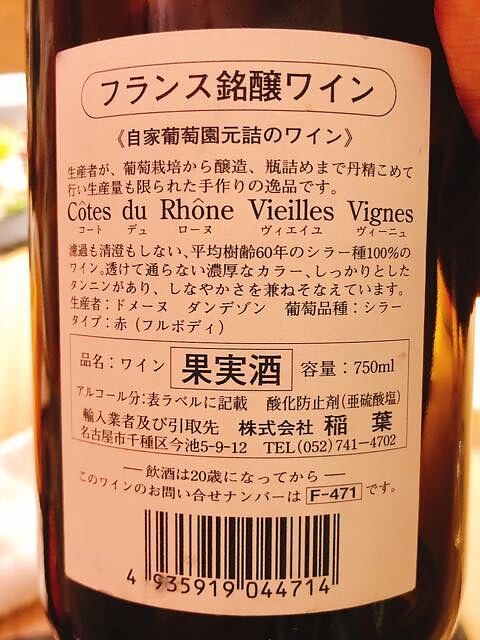 フランス銘醸ワイン
《自家葡萄園元詰のワイン》
生産者が、葡萄栽培から醸造、瓶詰めまで丹精こめて
行い生産量も限られた手作りの逸品です。
Côtes du Rhône Vieilles Vignes
コート デュ ローヌ ヴィエイユ ヴィーニュ
濾過も清澄もしない、平均樹齢60年のシラー種100%の
ワイン。透けて通らない濃厚なカラー、しっかりとした
タンニンがあり、しなやかさを兼ねそなえています。
生産者：ドメーヌ ダンデゾン 葡萄品種：シラー
タイプ：赤（フルボディ）
品名：ワイン 果実酒 容量：750ml
アルコール分：表ラベルに記載 酸化防止剤（亜硫酸塩）
輸入業者及び引取先 株式会社 稲葉
名古屋市千種区今池5-9-12 TEL(052)741-4702
― 飲酒は20歳になってから ―
このワインのお問い合せナンバーは F-471 です。
4 935919 044714